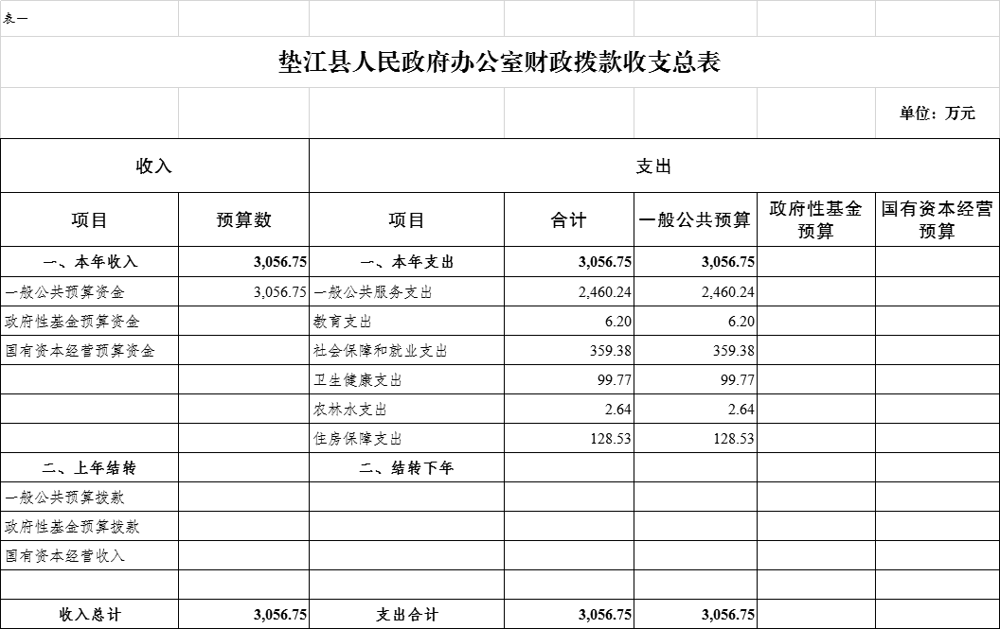 表一
垫江县人民政府办公室财政拨款收支总表
单位：万元
收入 支出
项目 预算数 项目 合计 一般公共预算 政府性基金预算 国有资本经营预算
一、本年收入 3,056.75 一、本年支出 3,056.75 3,056.75
一般公共预算资金 3,056.75 一般公共服务支出 2,460.24 2,460.24
政府性基金预算资金 教育支出 6.20 6.20
国有资本经营预算资金 社会保障和就业支出 359.38 359.38
卫生健康支出 99.77 99.77
农林水支出 2.64 2.64
住房保障支出 128.53 128.53
二、上年结转 二、结转下年
一般公共预算拨款
政府性基金预算拨款
国有资本经营收入
收入总计 3,056.75 支出合计 3,056.75 3,056.75